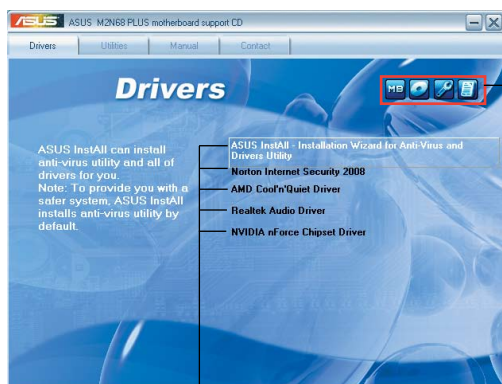 ASUS M2N68 PLUS motherboard support CD
Drivers Utilities Manual Contact
Drivers
MB
ASUS InstAll can install
anti-virus utility and all of
drivers for you.
Note: To provide you with a
safer system, ASUS InstAll
installs anti-virus utility by
default.
ASUS InstAll - Installation Wizard for Anti-Virus and
Drivers Utility
Norton Internet Security 2008
AMD Cool'n'Quiet Driver
Realtek Audio Driver
NVIDIA nForce Chipset Driver